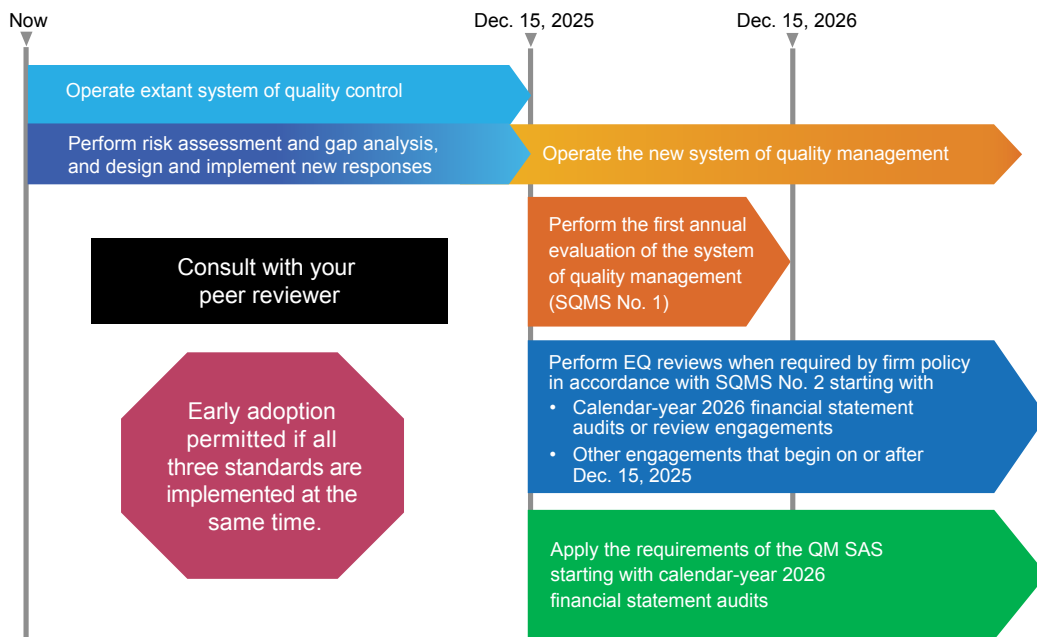 Now
Dec. 15, 2025
Dec. 15, 2026
Operate extant system of quality control
Perform risk assessment and gap analysis,
and design and implement new responses
Operate the new system of quality management
Perform the first annual
evaluation of the system
of quality management
(SQMS No. 1)
Consult with your
peer reviewer
Perform EQ reviews when required by firm policy
in accordance with SQMS No. 2 starting with
• Calendar-year 2026 financial statement
audits or review engagements
• Other engagements that begin on or after
Dec. 15, 2025
Early adoption
permitted if all
three standards are
implemented at the
same time.
Apply the requirements of the QM SAS
starting with calendar-year 2026
financial statement audits